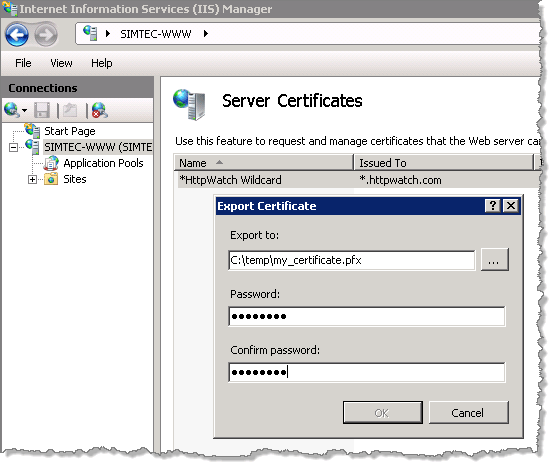 Internet Information Services (IIS) Manager
SIMTEC-WWW
File View Help
Connections
Start Page
SIMTEC-WWW (SIMTE
Application Pools
Sites
Server Certificates
Use this feature to request and manage certificates that the Web server can
Name Issued To
*HttpWatch Wildcard *.httpwatch.com
Export Certificate
Export to:
C:\temp\my_certificate.pfx
...
Password:
••••••••
Confirm password:
••••••••
OK Cancel